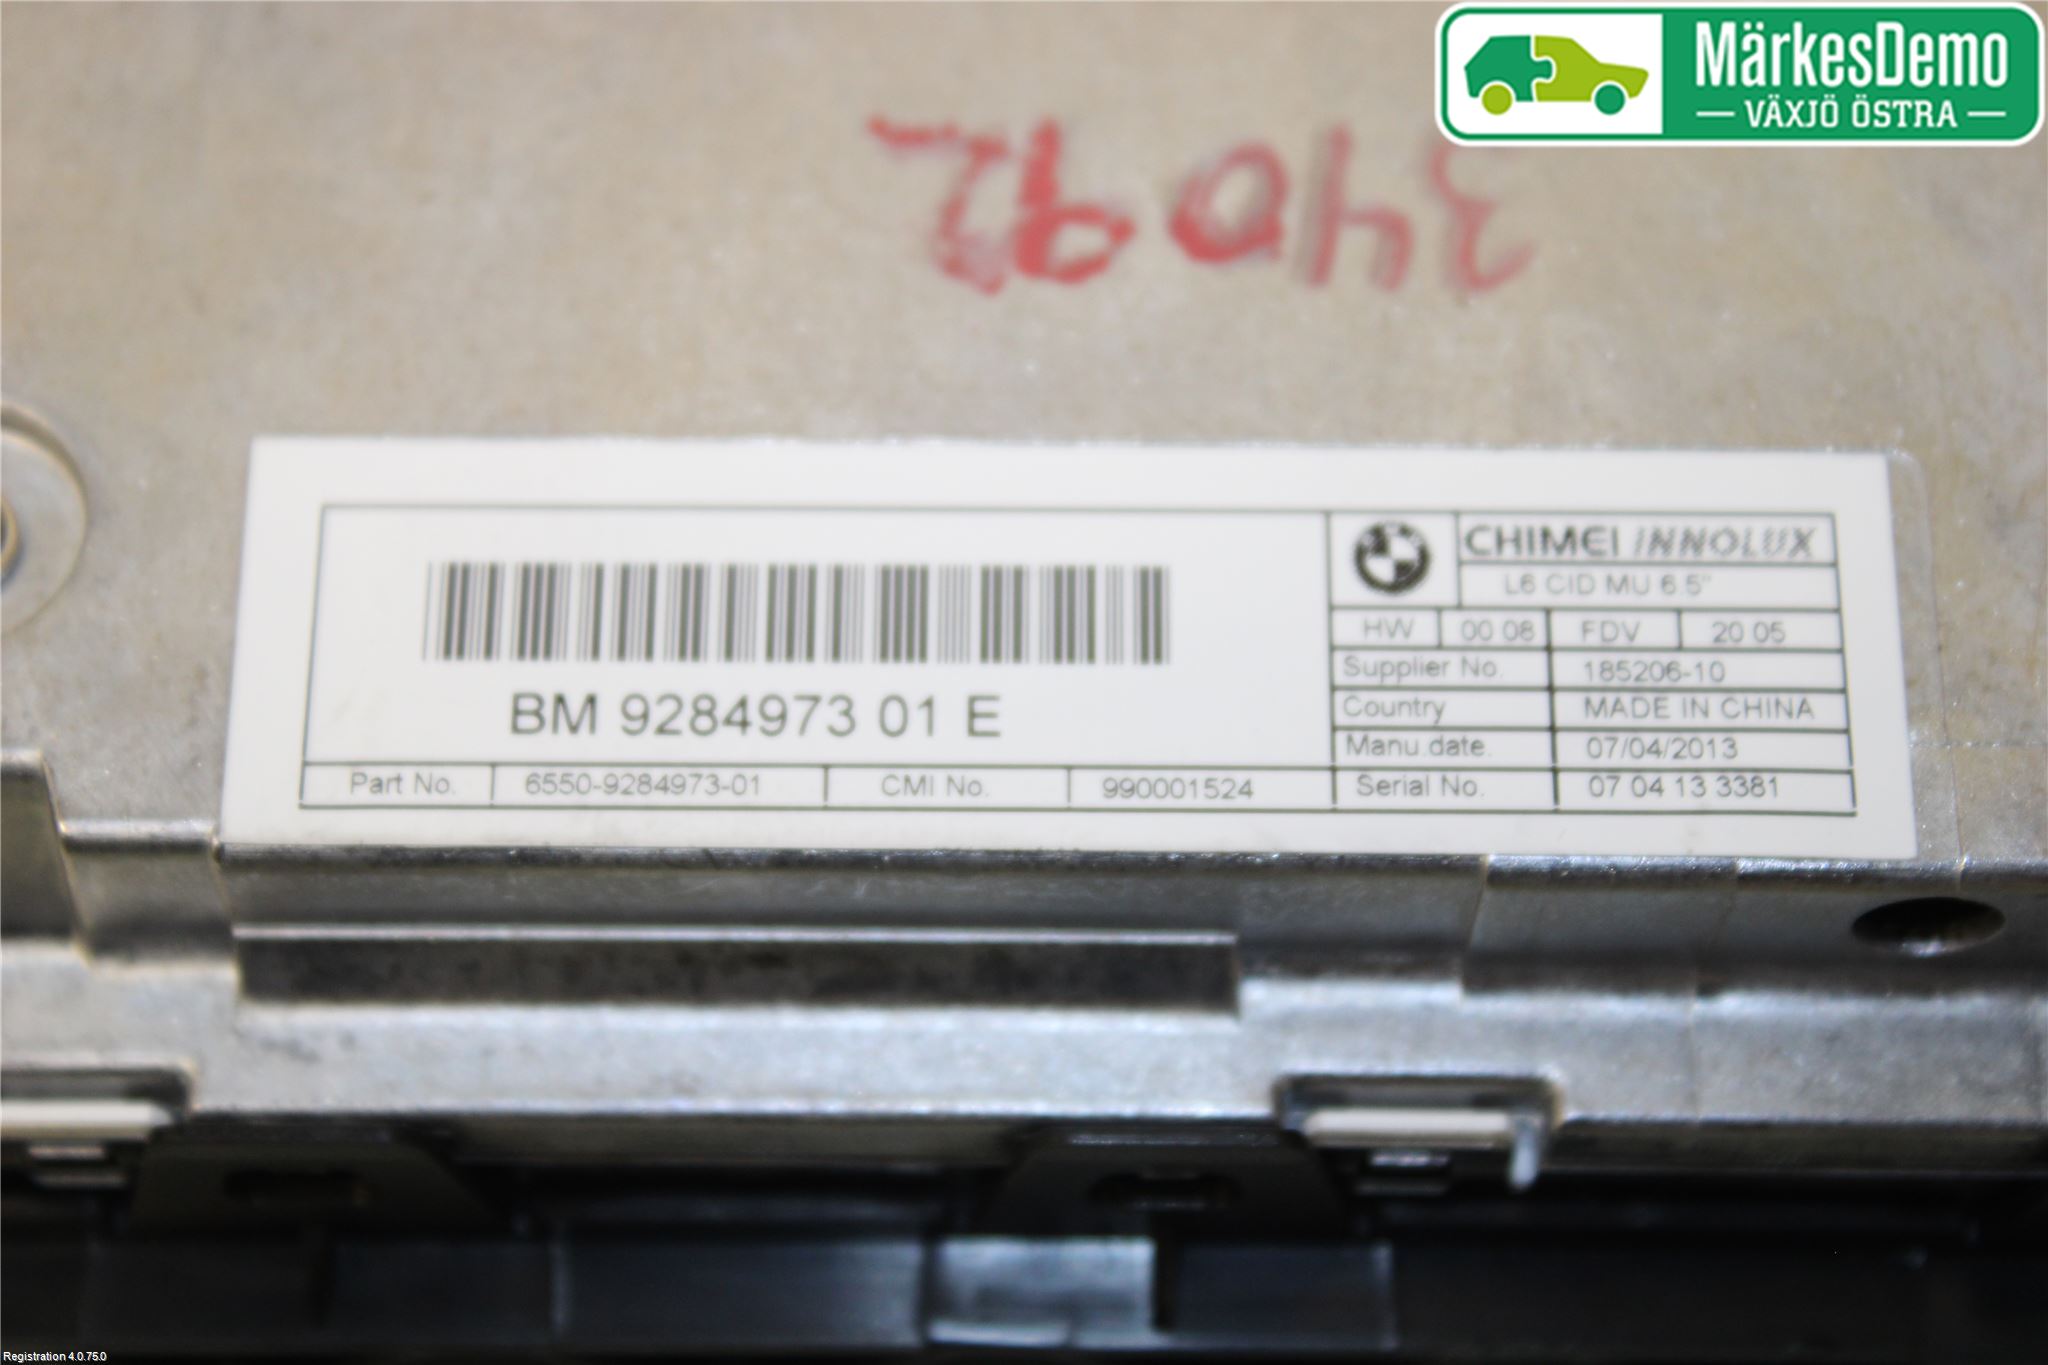 MärkesDemo
VÄXJÖ ÖSTRA
34092
CHIMEI INNOLUX
L6 CID MU 6.5"
HW 00 08 FDV 20 05
Supplier No. 185206-10
Country MADE IN CHINA
Manu.date. 07/04/2013
Serial No. 07 04 13 3381
BM 9284973 01 E
Part No. 6550-9284973-01 CMI No. 990001524
Registration 4.0.75.0